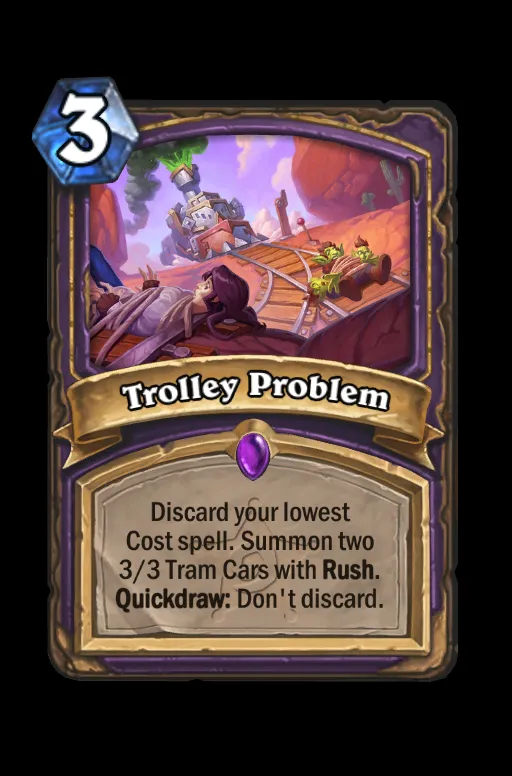 3
Trolley Problem
Discard your lowest
Cost spell. Summon two
3/3 Tram Cars with Rush.
Quickdraw: Don't discard.